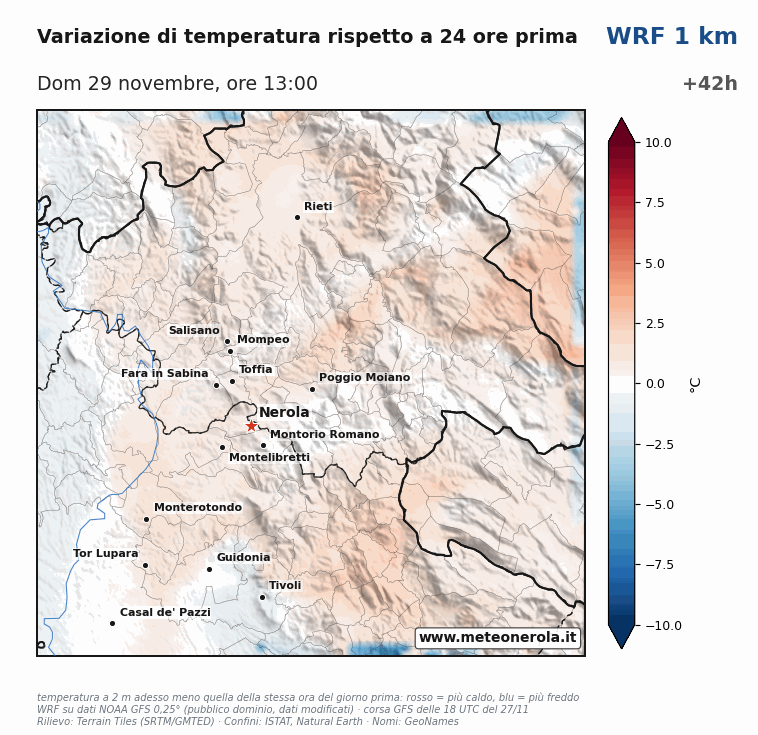 Variazione di temperatura rispetto a 24 ore prima
WRF 1 km
Dom 29 novembre, ore 13:00
+42h
Rieti
Salisano
Mompeo
Fara in Sabina
Toffia
Poggio Moiano
Nerola
Montorio Romano
Montelibretti
Monterotondo
Tor Lupara
Guidonia
Tivoli
Casal de' Pazzi
www.meteonerola.it
10.0
7.5
5.0
2.5
0.0
−2.5
−5.0
−7.5
−10.0
°C
temperatura a 2 m adesso meno quella della stessa ora del giorno prima: rosso = più caldo, blu = più freddo
WRF su dati NOAA GFS 0,25° (pubblico dominio, dati modificati) · corsa GFS delle 18 UTC del 27/11
Rilievo: Terrain Tiles (SRTM/GMTED) · Confini: ISTAT, Natural Earth · Nomi: GeoNames